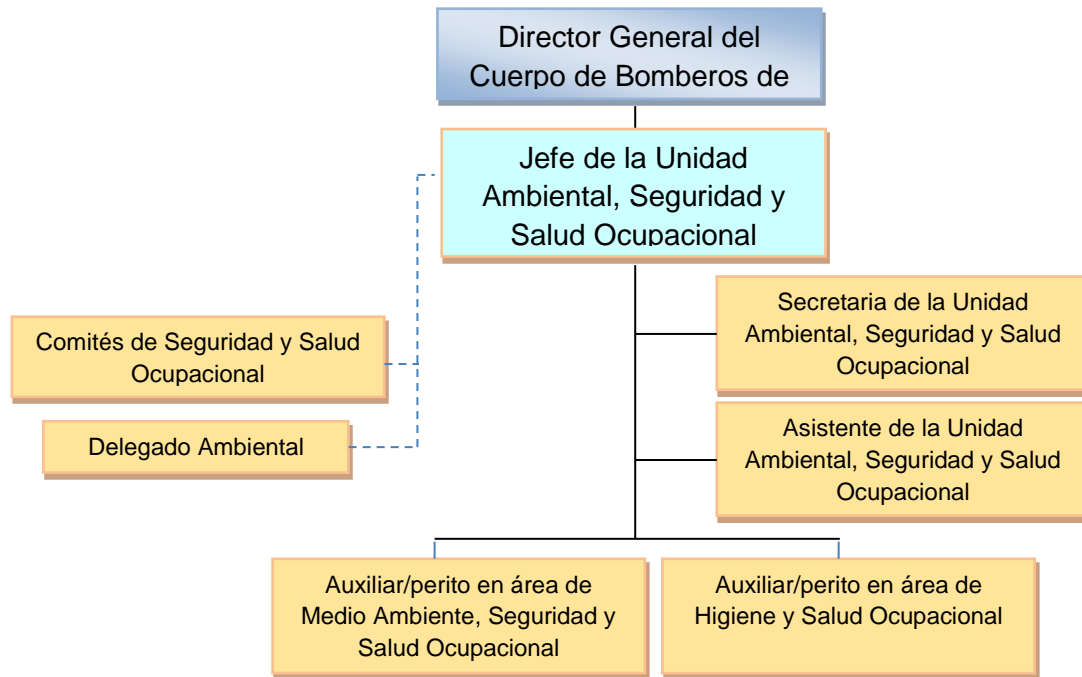 Director General del
Cuerpo de Bomberos de
Jefe de la Unidad
Ambiental, Seguridad y
Salud Ocupacional
Secretaria de la Unidad
Ambiental, Seguridad y Salud
Ocupacional
Comités de Seguridad y Salud
Ocupacional
Asistente de la Unidad
Ambiental, Seguridad y Salud
Ocupacional
Delegado Ambiental
Auxiliar/perito en área de
Medio Ambiente, Seguridad y
Salud Ocupacional
Auxiliar/perito en área de
Higiene y Salud Ocupacional